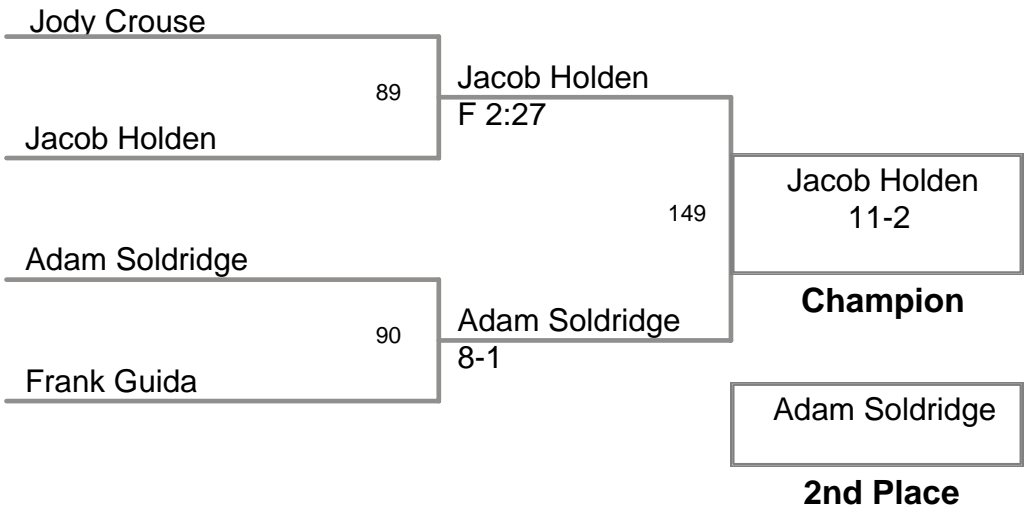 Jody Crouse
89
Jacob Holden
Jacob Holden
F 2:27
Adam Soldridge
90
Frank Guida
Adam Soldridge
8-1
149
Jacob Holden
11-2
Champion
Adam Soldridge
2nd Place